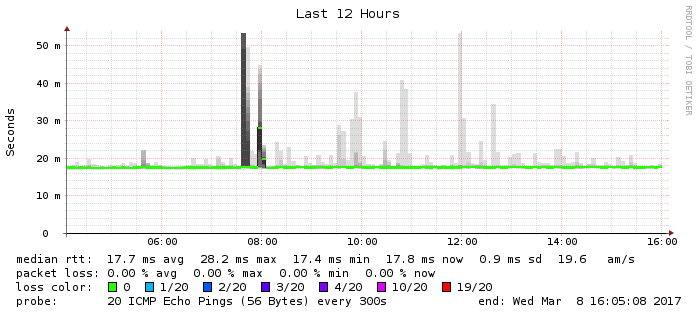 Last 12 Hours
RRDTOOL / TOBI OETIKER
Seconds
50 m
40 m
30 m
20 m
10 m
0
06:00 08:00 10:00 12:00 14:00 16:00
median rtt: 17.7 ms avg 28.2 ms max 17.4 ms min 17.8 ms now 0.9 ms sd 19.6 am/s
packet loss: 0.00 % avg 0.00 % max 0.00 % min 0.00 % now
loss color: 0 1/20 2/20 3/20 4/20 10/20 19/20
probe: 20 ICMP Echo Pings (56 Bytes) every 300s end: Wed Mar 8 16:05:08 2017